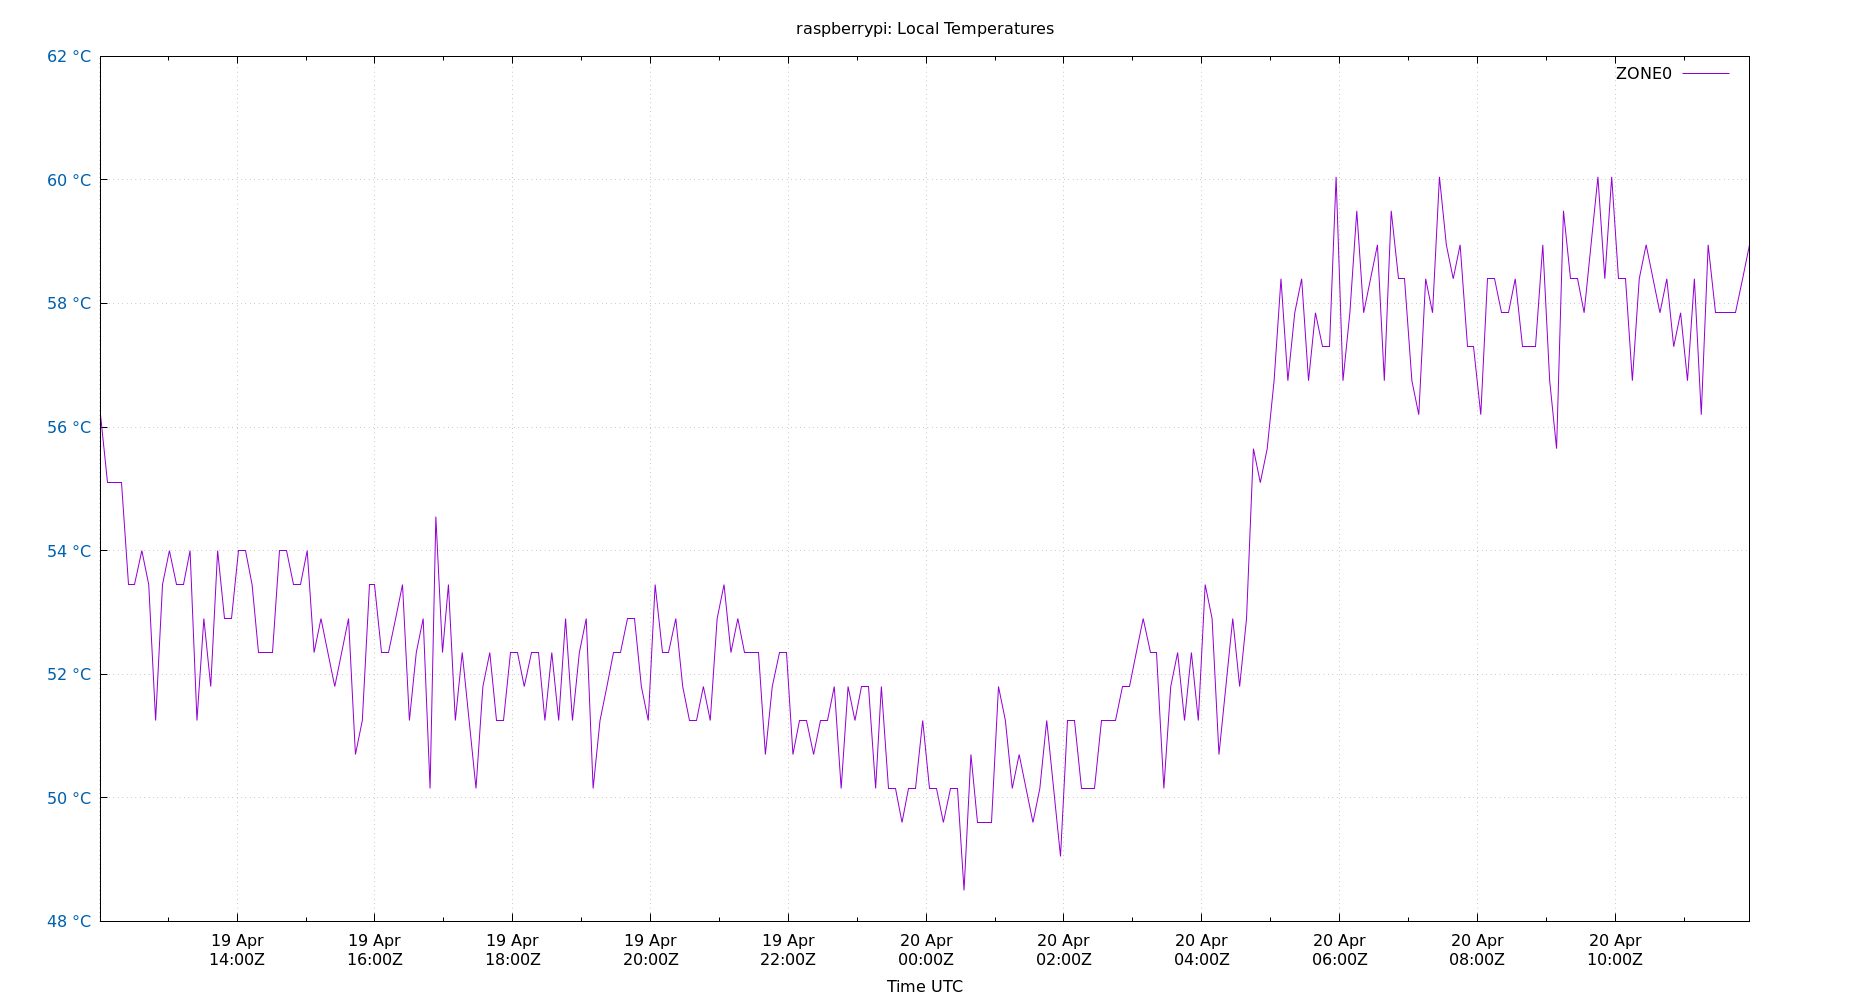 raspberrypi: Local Temperatures
ZONE0
62 °C
60 °C
58 °C
56 °C
54 °C
52 °C
50 °C
48 °C
19 Apr 19 Apr 19 Apr 19 Apr 19 Apr 20 Apr 20 Apr 20 Apr 20 Apr 20 Apr 20 Apr
14:00Z 16:00Z 18:00Z 20:00Z 22:00Z 00:00Z 02:00Z 04:00Z 06:00Z 08:00Z 10:00Z
Time UTC